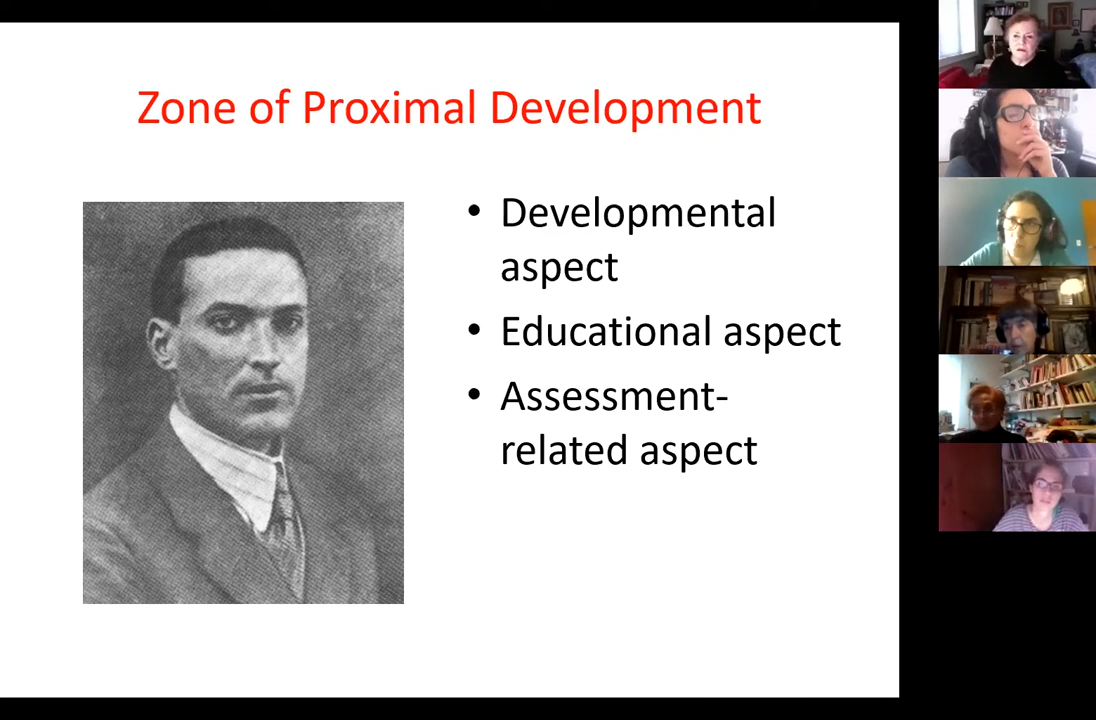 Zone of Proximal Development
• Developmental
aspect
• Educational aspect
• Assessment-
related aspect